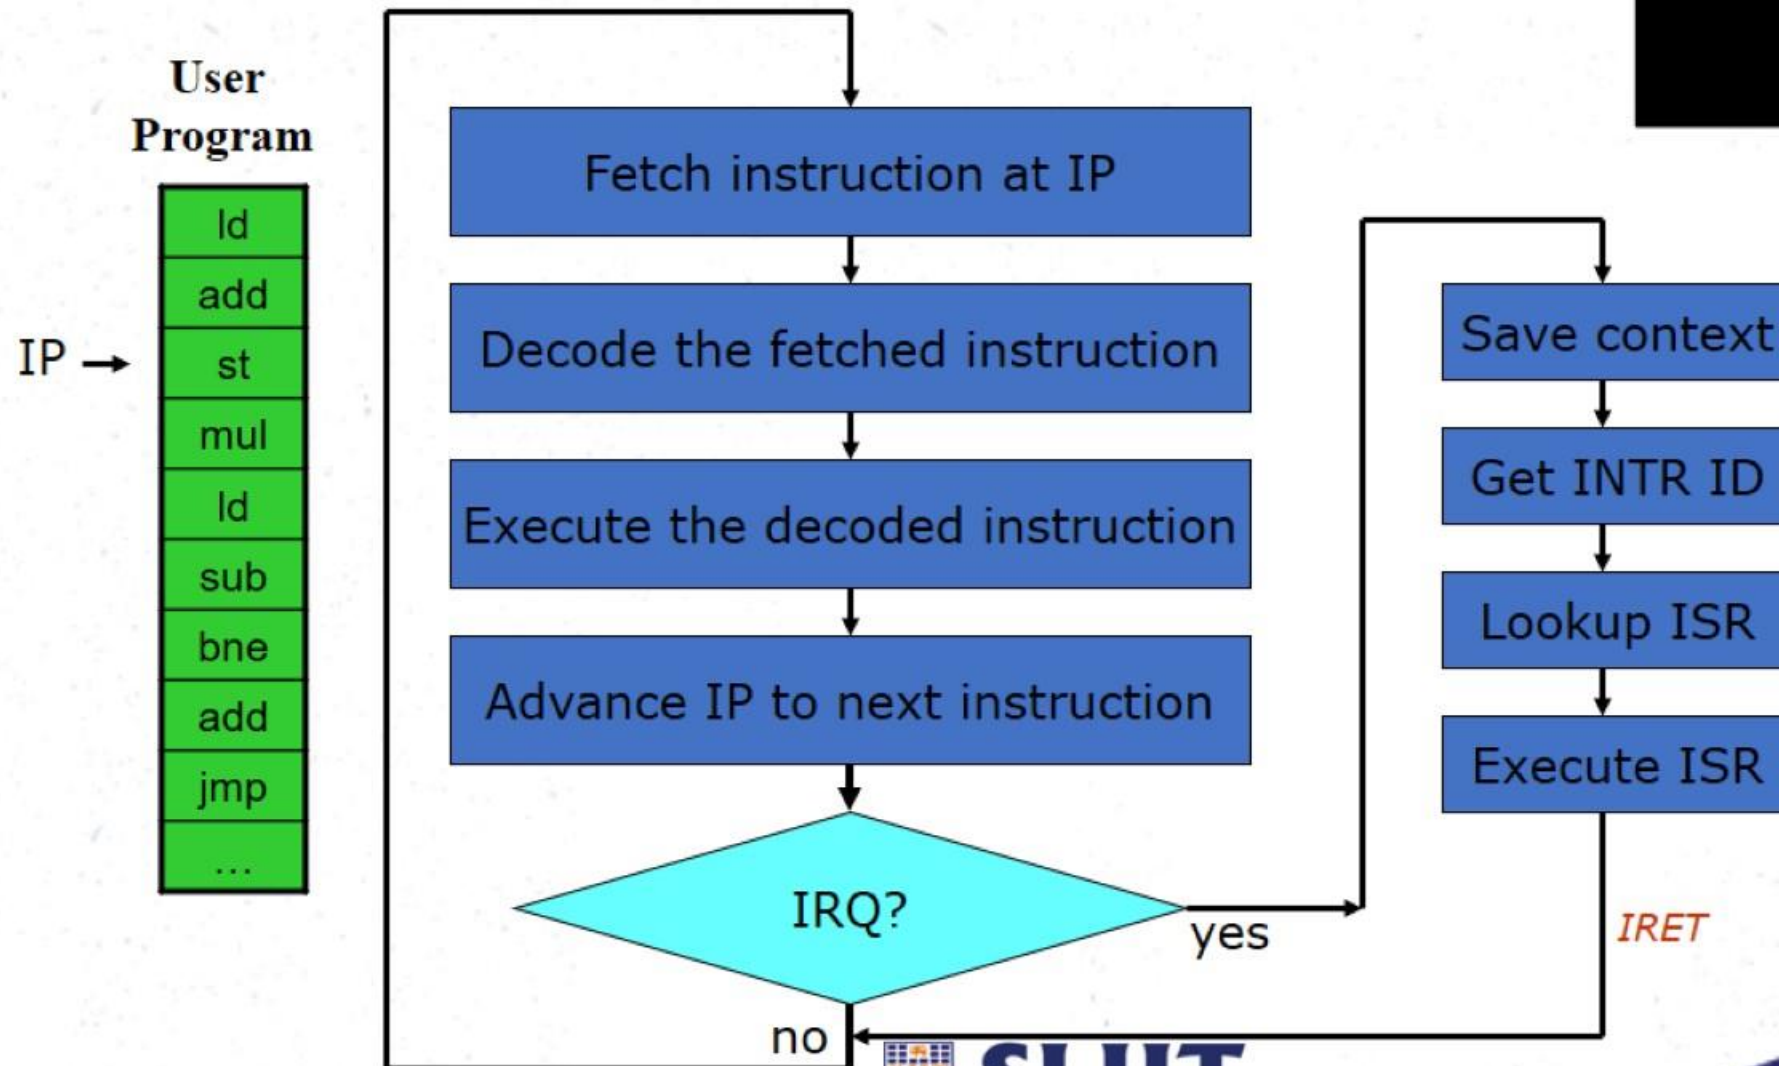 User
Program
ld
add
st
mul
ld
sub
bne
add
jmp
...
IP
Fetch instruction at IP
Decode the fetched instruction
Execute the decoded instruction
Advance IP to next instruction
IRQ?
yes
no
Save context
Get INTR ID
Lookup ISR
Execute ISR
IRET